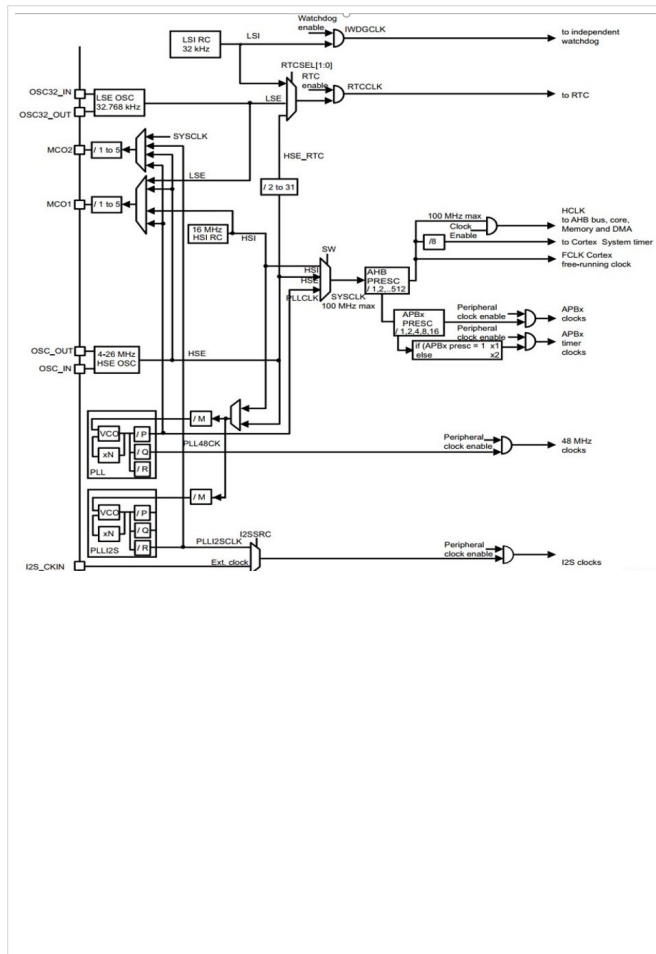 Watchdog
enable
IWDGCLK
to independent
watchdog
LSI RC
32 kHz
LSI
RTCSEL[1:0]
RTC
enable
RTCCLK
to RTC
OSC32_IN
OSC32_OUT
LSE OSC
32.768 kHz
LSE
SYSCLK
MCO2
/ 1 to 5
HSE_RTC
LSE
/ 2 to 31
MCO1
/ 1 to 5
16 MHz
HSI RC
HSI
SW
HSI
HSE
PLLCLK
SYSCLK
100 MHz max
AHB
PRESC
/ 1,2,..512
100 MHz max
Clock
Enable
HCLK
to AHB bus, core,
Memory and DMA
/8
to Cortex System timer
FCLK Cortex
free-running clock
APBx
PRESC
/ 1,2,4,8,16
Peripheral
clock enable
APBx
clocks
Peripheral
clock enable
if (APBx presc = 1 x1
else x2
APBx
timer
clocks
OSC_OUT
OSC_IN
4-26 MHz
HSE OSC
HSE
/ M
VCO
xN
/ P
/ Q
/ R
PLL
PLL48CK
Peripheral
clock enable
48 MHz
clocks
/ M
VCO
xN
/ P
/ Q
/ R
PLLI2S
PLLI2SCLK
I2SSRC
Peripheral
clock enable
I2S_CKIN
Ext. clock
I2S clocks